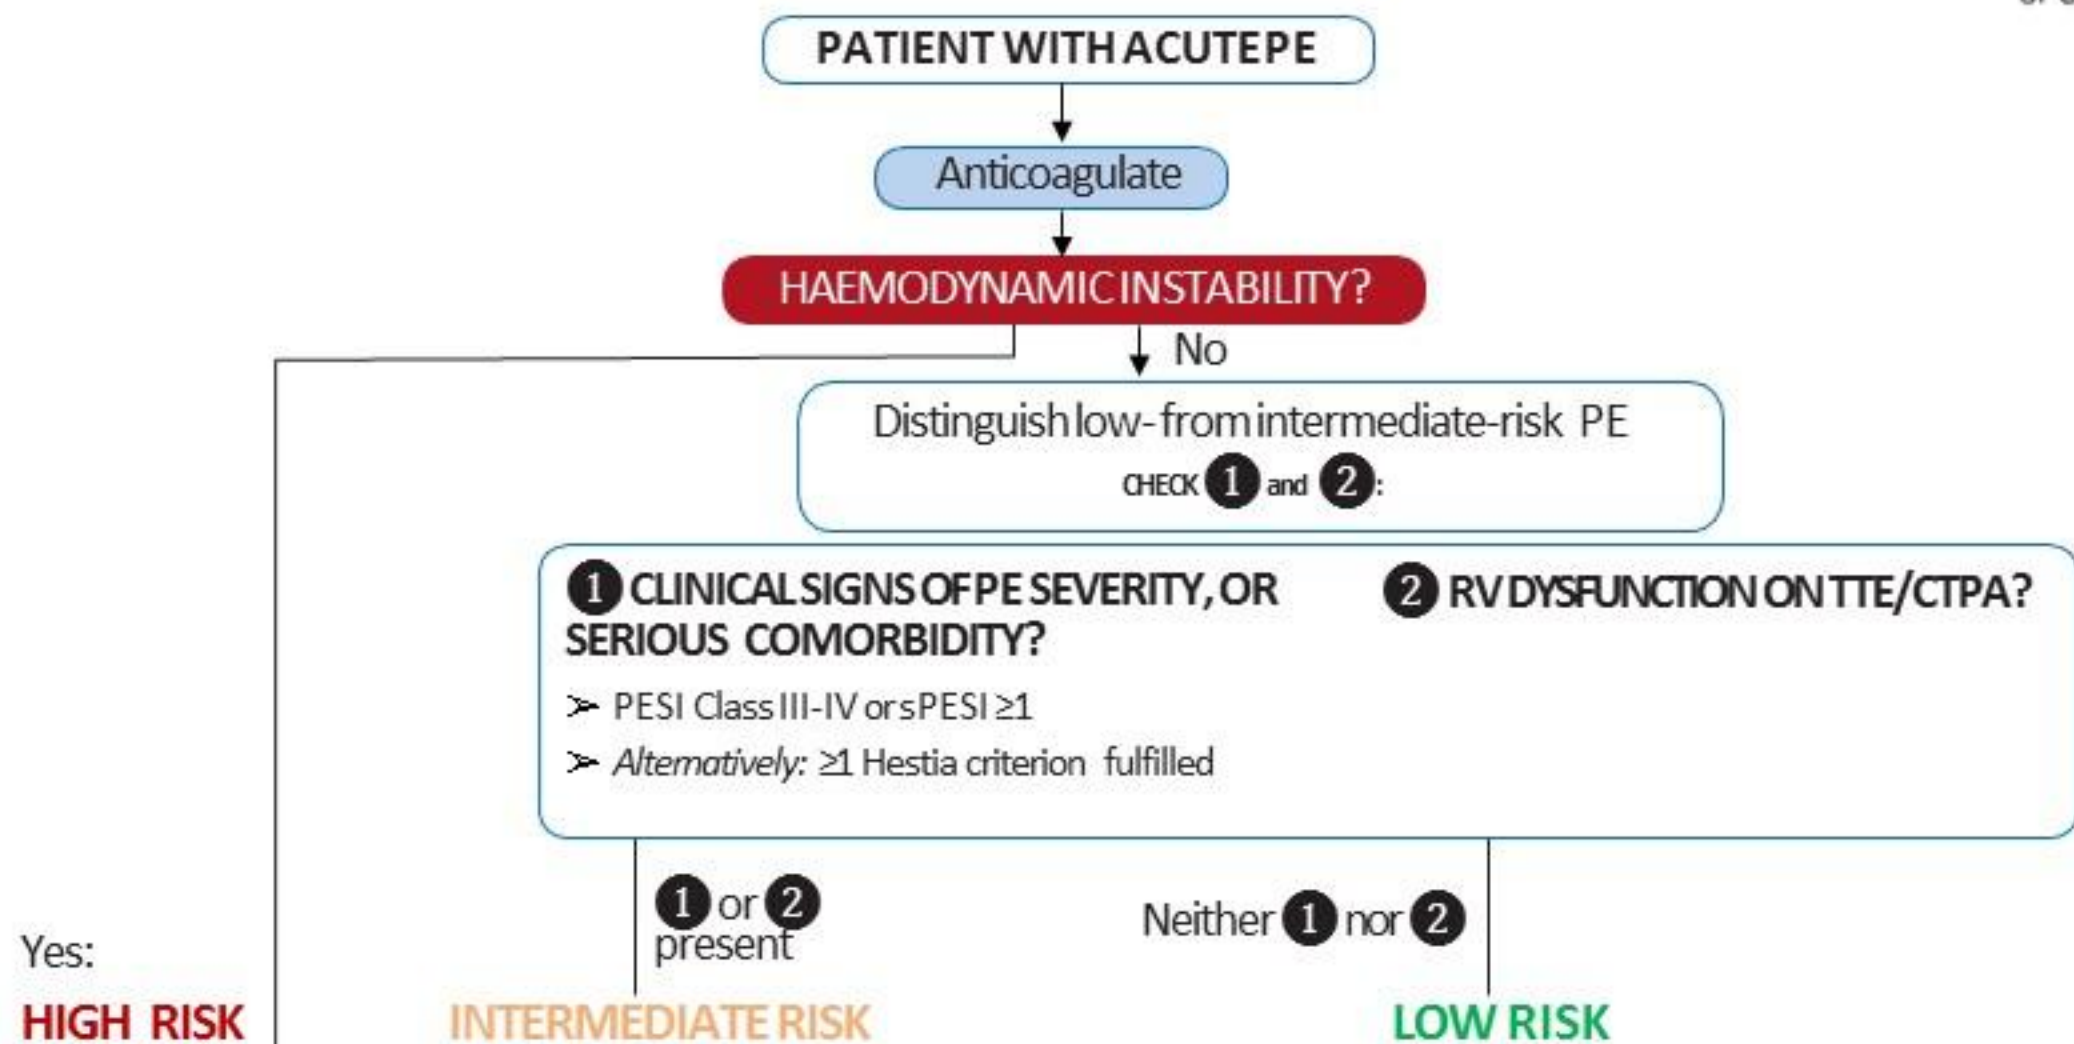 PATIENT WITH ACUTE PE
Anticoagulate
HAEMODYNAMIC INSTABILITY?
No
Distinguish low- from intermediate-risk PE
CHECK 1 and 2:
1 CLINICAL SIGNS OF PE SEVERITY, OR
SERIOUS COMORBIDITY?
➢ PESI Class III-IV or sPESI ≥1
➢ Alternatively: ≥1 Hestia criterion fulfilled
2 RV DYSFUNCTION ON TTE/CTPA?
1 or 2
present
Neither 1 nor 2
Yes:
HIGH RISK
INTERMEDIATE RISK
LOW RISK